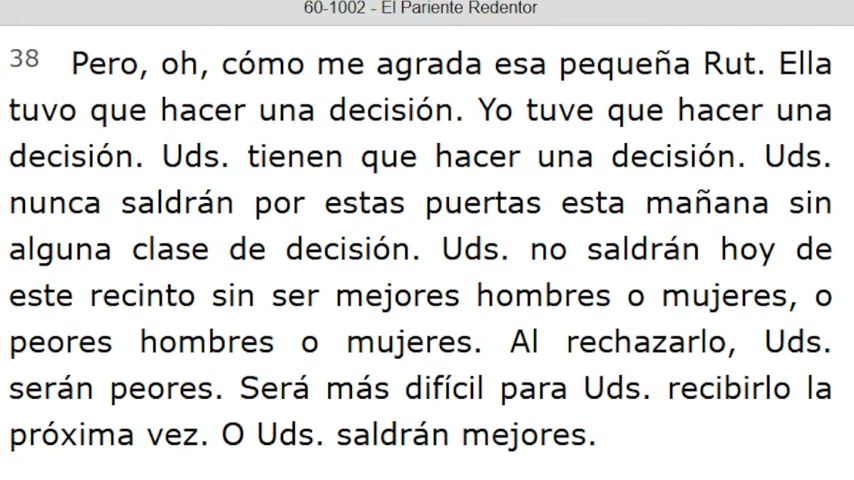 60-1002 - El Pariente Redentor
38 Pero, oh, cómo me agrada esa pequeña Rut. Ella
tuvo que hacer una decisión. Yo tuve que hacer una
decisión. Uds. tienen que hacer una decisión. Uds.
nunca saldrán por estas puertas esta mañana sin
alguna clase de decisión. Uds. no saldrán hoy de
este recinto sin ser mejores hombres o mujeres, o
peores hombres o mujeres. Al rechazarlo, Uds.
serán peores. Será más difícil para Uds. recibirlo la
próxima vez. O Uds. saldrán mejores.